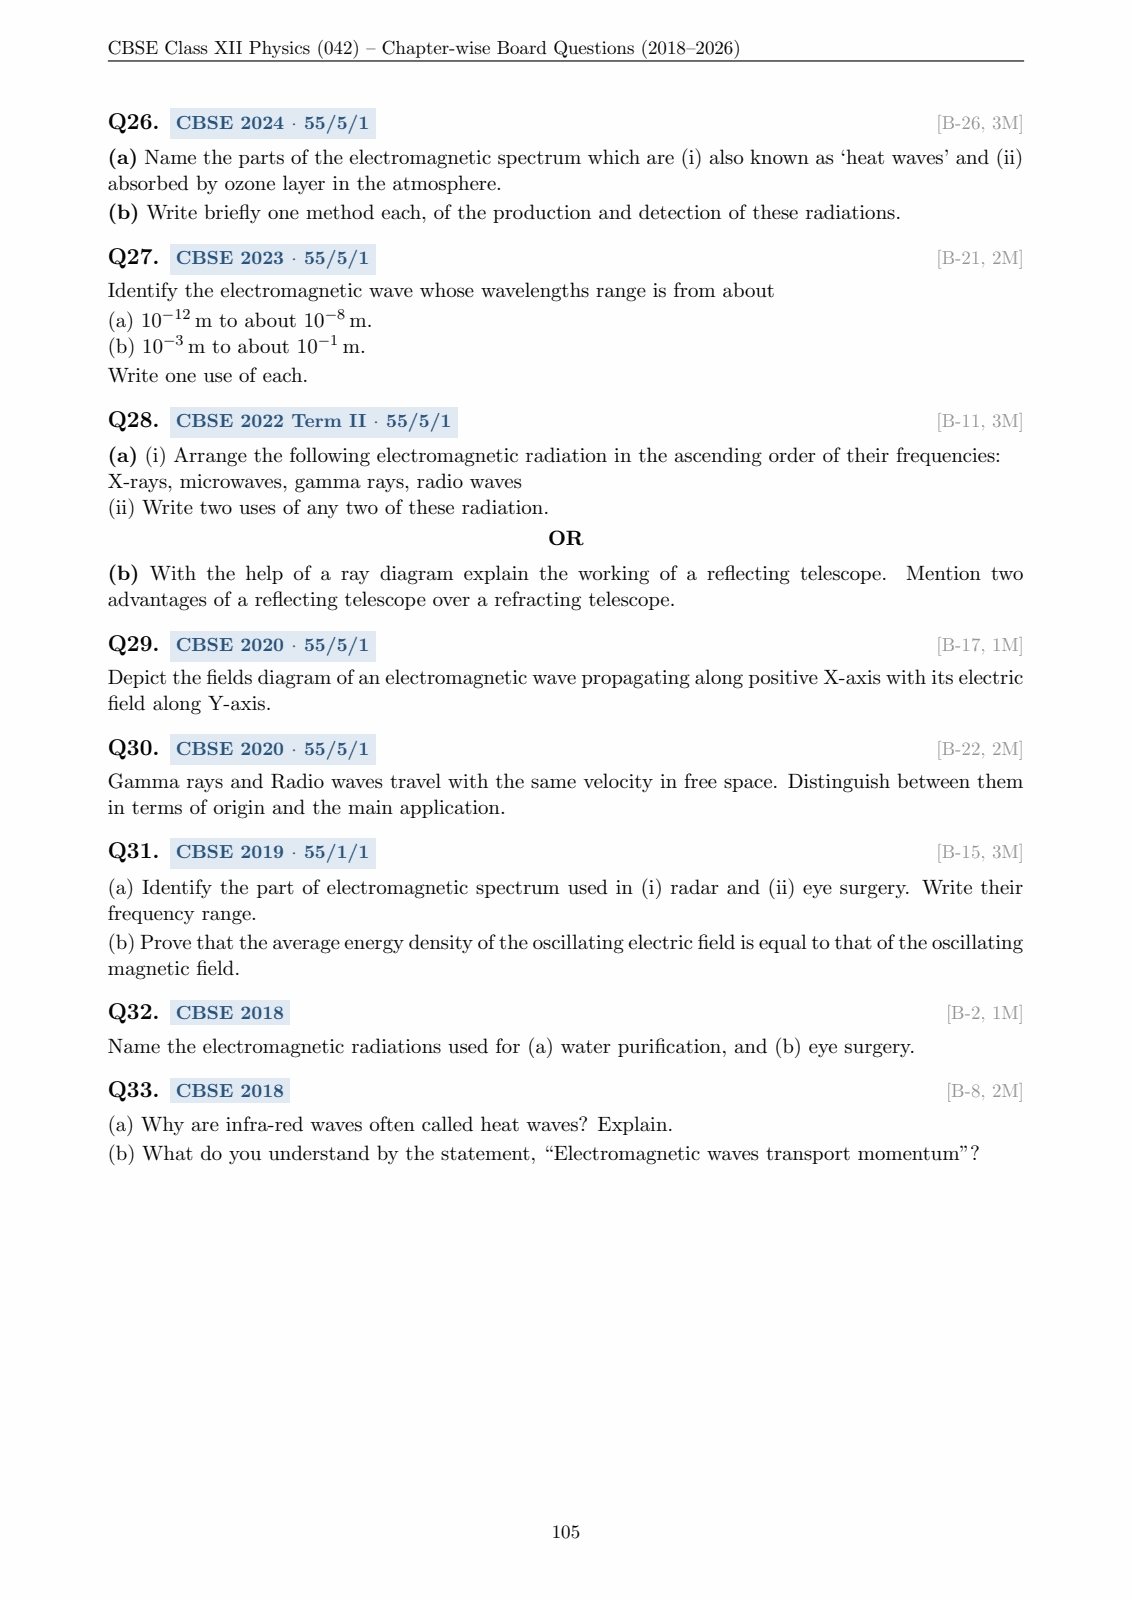 CBSE Class XII Physics (042) – Chapter-wise Board Questions (2018–2026)
Q26. CBSE 2024 · 55/5/1 [B-26, 3M]
(a) Name the parts of the electromagnetic spectrum which are (i) also known as ‘heat waves’ and (ii)
absorbed by ozone layer in the atmosphere.
(b) Write briefly one method each, of the production and detection of these radiations.
Q27. CBSE 2023 · 55/5/1 [B-21, 2M]
Identify the electromagnetic wave whose wavelengths range is from about
(a) 10⁻¹² m to about 10⁻⁸ m.
(b) 10⁻³ m to about 10⁻¹ m.
Write one use of each.
Q28. CBSE 2022 Term II · 55/5/1 [B-11, 3M]
(a) (i) Arrange the following electromagnetic radiation in the ascending order of their frequencies:
X-rays, microwaves, gamma rays, radio waves
(ii) Write two uses of any two of these radiation.
OR
(b) With the help of a ray diagram explain the working of a reflecting telescope. Mention two
advantages of a reflecting telescope over a refracting telescope.
Q29. CBSE 2020 · 55/5/1 [B-17, 1M]
Depict the fields diagram of an electromagnetic wave propagating along positive X-axis with its electric
field along Y-axis.
Q30. CBSE 2020 · 55/5/1 [B-22, 2M]
Gamma rays and Radio waves travel with the same velocity in free space. Distinguish between them
in terms of origin and the main application.
Q31. CBSE 2019 · 55/1/1 [B-15, 3M]
(a) Identify the part of electromagnetic spectrum used in (i) radar and (ii) eye surgery. Write their
frequency range.
(b) Prove that the average energy density of the oscillating electric field is equal to that of the oscillating
magnetic field.
Q32. CBSE 2018 [B-2, 1M]
Name the electromagnetic radiations used for (a) water purification, and (b) eye surgery.
Q33. CBSE 2018 [B-8, 2M]
(a) Why are infra-red waves often called heat waves? Explain.
(b) What do you understand by the statement, “Electromagnetic waves transport momentum”?
105